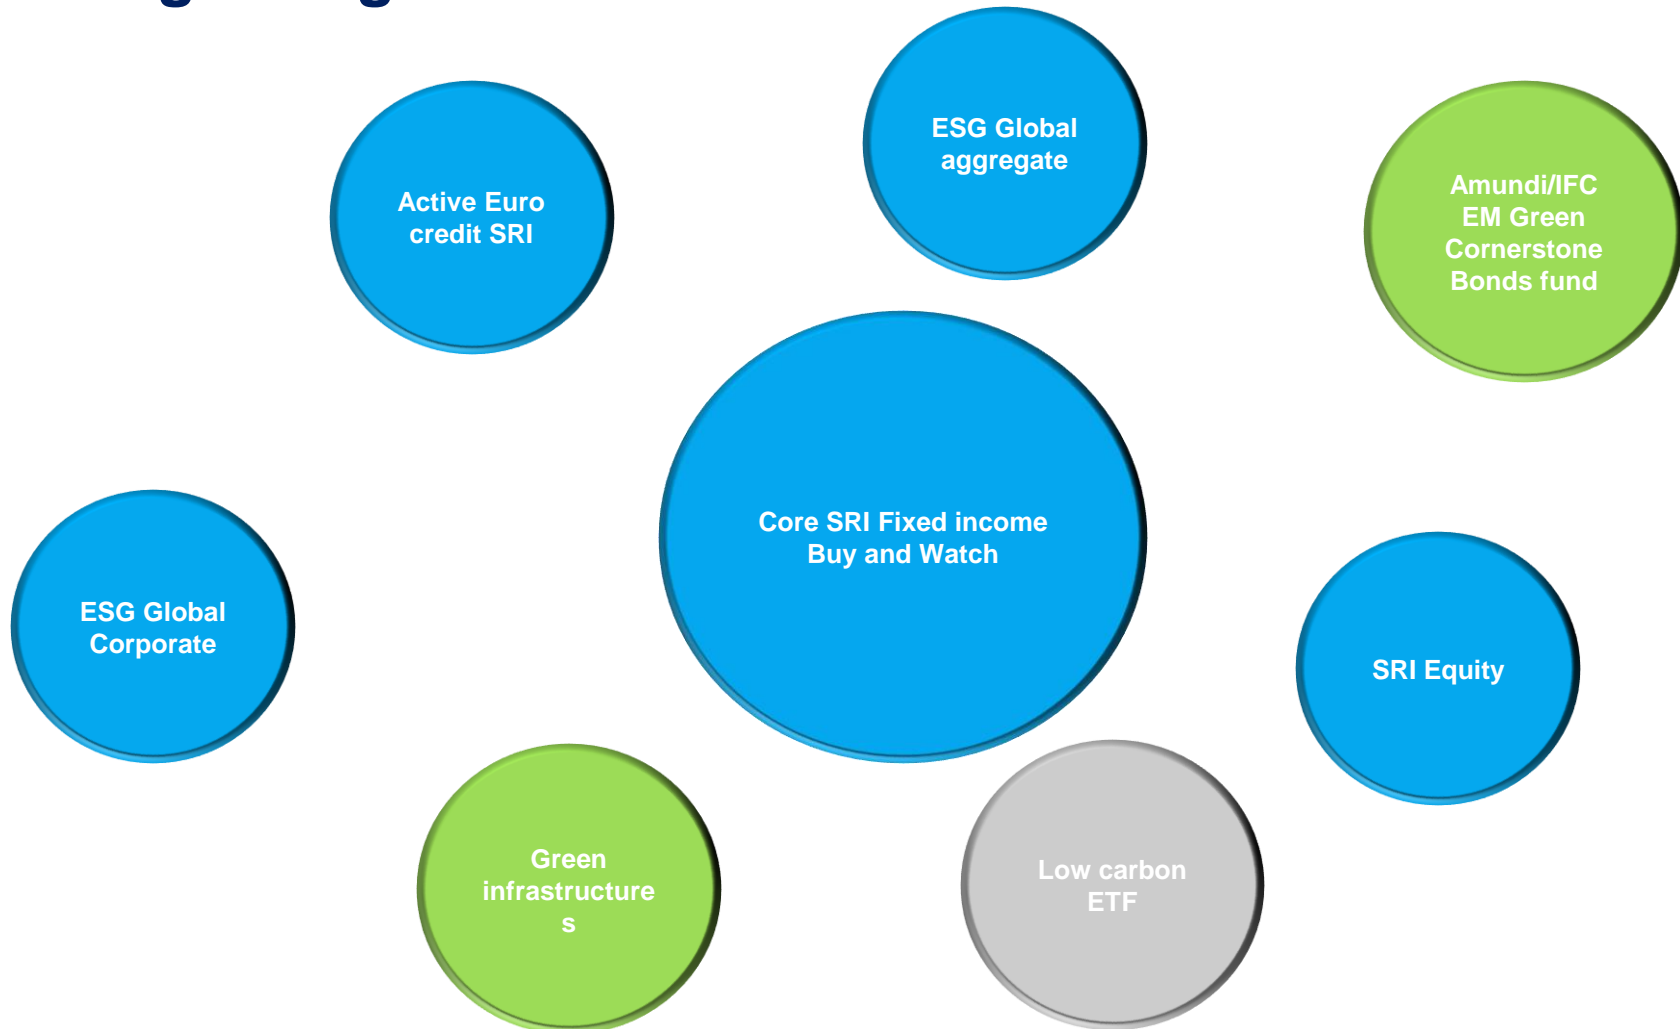 ESG Global
aggregate
Active Euro
credit SRI
Amundi/IFC
EM Green
Cornerstone
Bonds fund
Core SRI Fixed income
Buy and Watch
ESG Global
Corporate
SRI Equity
Green
infrastructure
s
Low carbon
ETF